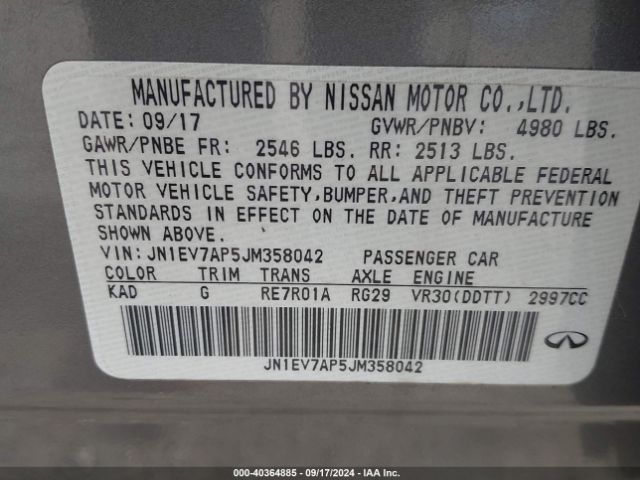 MANUFACTURED BY NISSAN MOTOR CO.,LTD.
DATE: 09/17 GVWR/PNBV: 4980 LBS.
GAWR/PNBE FR: 2546 LBS. RR: 2513 LBS.
THIS VEHICLE CONFORMS TO ALL APPLICABLE FEDERAL
MOTOR VEHICLE SAFETY,BUMPER,AND THEFT PREVENTION
STANDARDS IN EFFECT ON THE DATE OF MANUFACTURE
SHOWN ABOVE.
VIN: JN1EV7AP5JM358042 PASSENGER CAR
COLOR TRIM TRANS AXLE ENGINE
KAD G RE7R01A RG29 VR30(DDTT) 2997CC
JN1EV7AP5JM358042
© - 40364885 - 09/17/2024 - IAAI